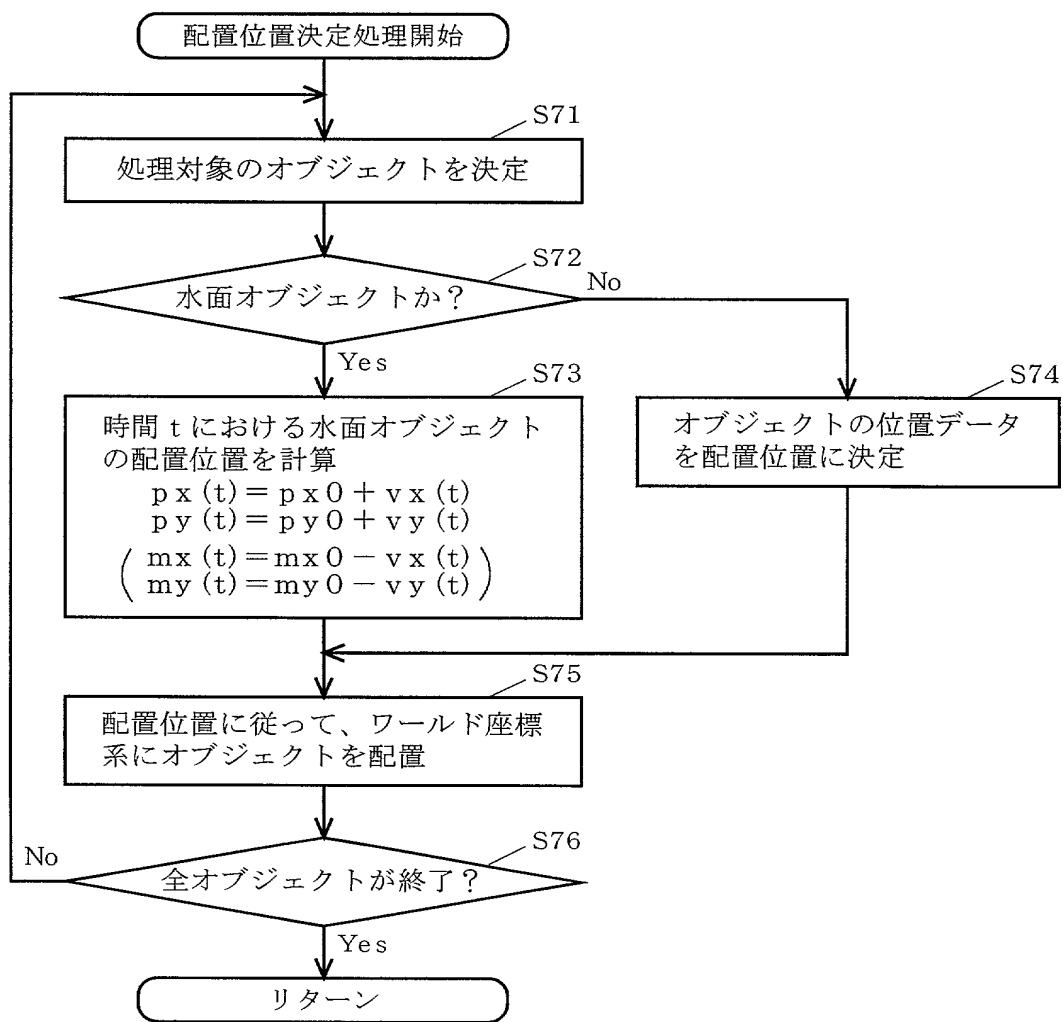 配置位置決定処理開始
S71
処理対象のオブジェクトを決定
S72
水面オブジェクトか？
No
Yes
S73
時間tにおける水面オブジェクト
の配置位置を計算
px(t)=px0+vx(t)
py(t)=py0+vy(t)
(mx(t)=mx0-vx(t)
my(t)=my0-vy(t))
S74
オブジェクトの位置データ
を配置位置に決定
S75
配置位置に従って、ワールド座標
系にオブジェクトを配置
S76
No
全オブジェクトが終了？
Yes
リターン